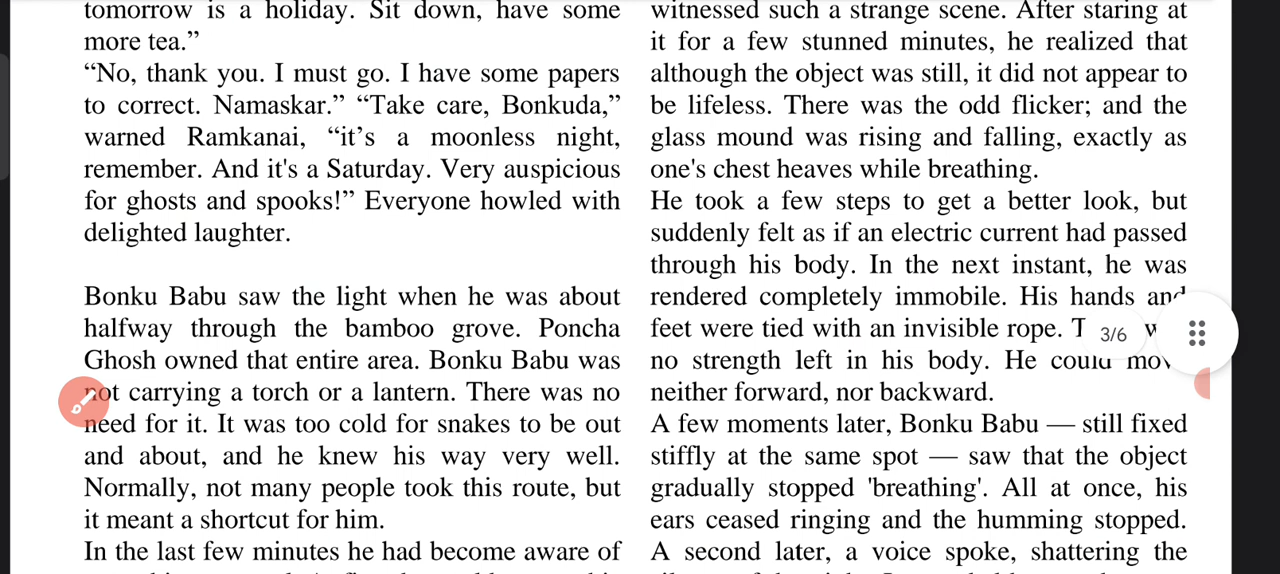 tomorrow is a holiday. Sit down, have some
more tea.”
“No, thank you. I must go. I have some papers
to correct. Namaskar.” “Take care, Bonkuda,”
warned Ramkanai, “it’s a moonless night,
remember. And it's a Saturday. Very auspicious
for ghosts and spooks!” Everyone howled with
delighted laughter.
Bonku Babu saw the light when he was about
halfway through the bamboo grove. Poncha
Ghosh owned that entire area. Bonku Babu was
not carrying a torch or a lantern. There was no
need for it. It was too cold for snakes to be out
and about, and he knew his way very well.
Normally, not many people took this route, but
it meant a shortcut for him.
In the last few minutes he had become aware of
witnessed such a strange scene. After staring at
it for a few stunned minutes, he realized that
although the object was still, it did not appear to
be lifeless. There was the odd flicker; and the
glass mound was rising and falling, exactly as
one's chest heaves while breathing.
He took a few steps to get a better look, but
suddenly felt as if an electric current had passed
through his body. In the next instant, he was
rendered completely immobile. His hands and
feet were tied with an invisible rope.
no strength left in his body. He could
neither forward, nor backward.
A few moments later, Bonku Babu — still fixed
stiffly at the same spot — saw that the object
gradually stopped 'breathing'. All at once, his
ears ceased ringing and the humming stopped.
A second later, a voice spoke, shattering the
3/6